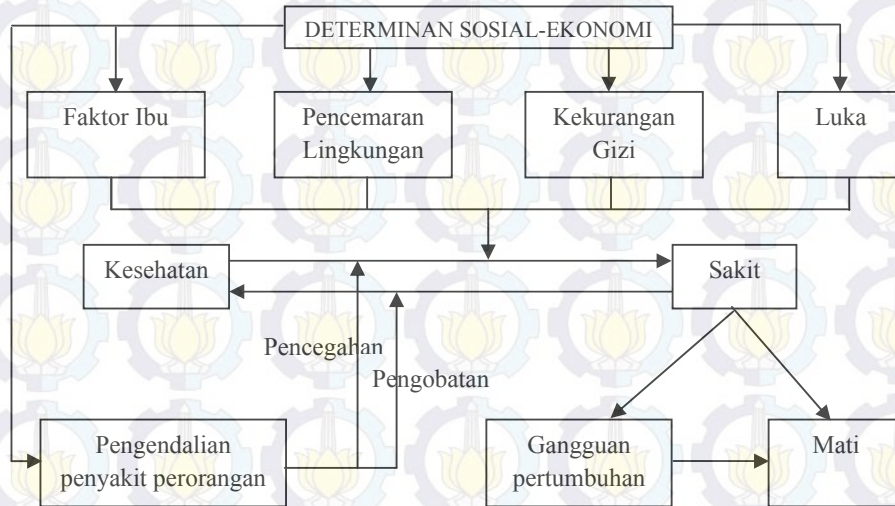 DETERMINAN SOSIAL-EKONOMI
Faktor Ibu
Pencemaran
Lingkungan
Kekurangan
Gizi
Luka
Kesehatan
Sakit
Pencegahan
Pengobatan
Pengendalian
penyakit perorangan
Gangguan
pertumbuhan
Mati